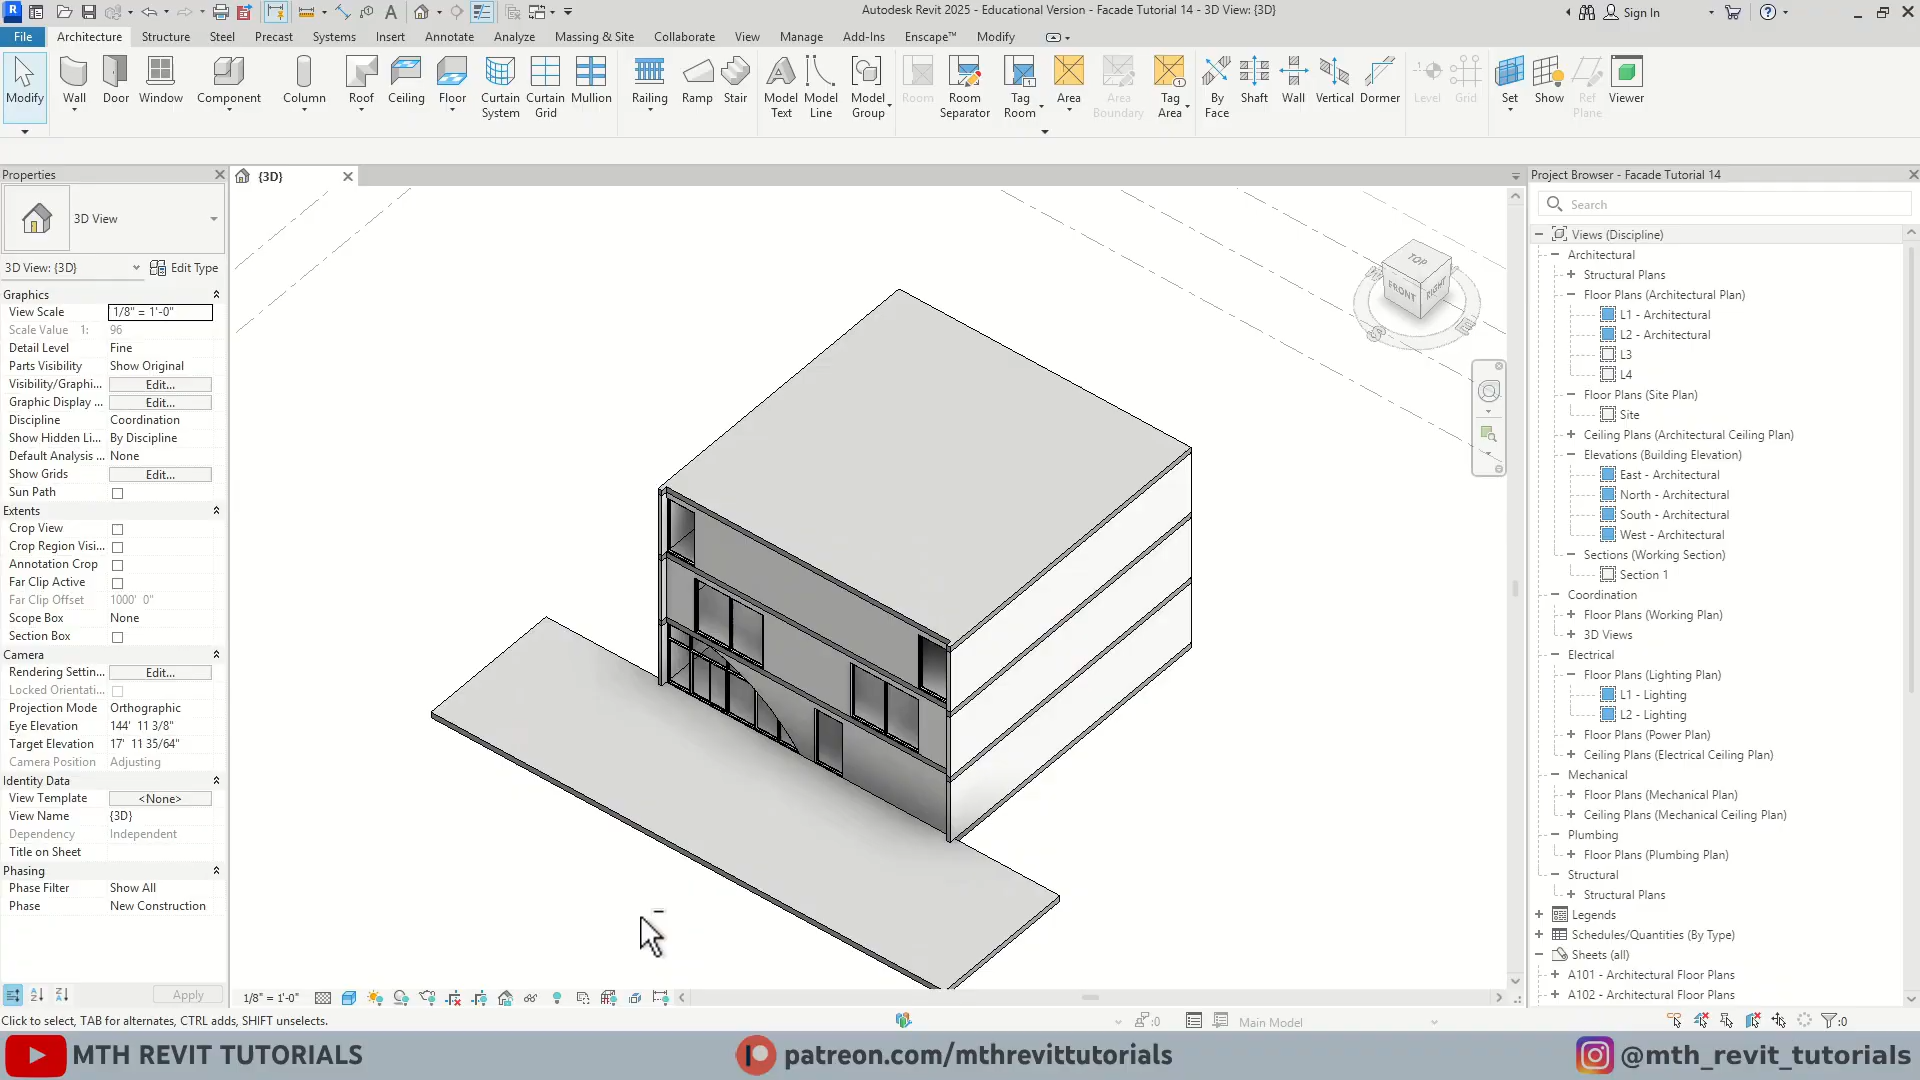 Autodesk Revit 2025 - Educational Version - Facade Tutorial 14 - 3D View: {3D}
Sign In
File Architecture Structure Steel Precast Systems Insert Annotate Analyze Massing & Site Collaborate View Manage Add-Ins Enscape™ Modify
Modify Wall Door Window Component Column Roof Ceiling Floor Curtain System Curtain Grid Mullion Railing Ramp Stair Model Text Model Line Model Group Room Room Separator Tag Room Area Area Boundary Tag Area By Face Shaft Wall Vertical Dormer Level Grid Set Show Ref Plane Viewer
Properties
{3D}
Project Browser - Facade Tutorial 14
3D View
3D View: {3D}
Edit Type
Graphics
View Scale 1/8" = 1'-0"
Scale Value 1: 96
Detail Level Fine
Parts Visibility Show Original
Visibility/Graphi... Edit...
Graphic Display ... Edit...
Discipline Coordination
Show Hidden Li... By Discipline
Default Analysis ... None
Show Grids Edit...
Sun Path
Extents
Crop View
Crop Region Visi...
Annotation Crop
Far Clip Active
Far Clip Offset 1000' 0"
Scope Box None
Section Box
Camera
Rendering Settin... Edit...
Locked Orientati...
Projection Mode Orthographic
Eye Elevation 144' 11 3/8"
Target Elevation 17' 11 35/64"
Camera Position Adjusting
Identity Data
View Template <None>
View Name {3D}
Dependency Independent
Title on Sheet
Phasing
Phase Filter Show All
Phase New Construction
Apply
TOP
FRONT
RIGHT
Search
Views (Discipline)
Architectural
Structural Plans
Floor Plans (Architectural Plan)
L1 - Architectural
L2 - Architectural
L3
L4
Floor Plans (Site Plan)
Site
Ceiling Plans (Architectural Ceiling Plan)
Elevations (Building Elevation)
East - Architectural
North - Architectural
South - Architectural
West - Architectural
Sections (Working Section)
Section 1
Coordination
Floor Plans (Working Plan)
3D Views
Electrical
Floor Plans (Lighting Plan)
L1 - Lighting
L2 - Lighting
Floor Plans (Power Plan)
Ceiling Plans (Electrical Ceiling Plan)
Mechanical
Floor Plans (Mechanical Plan)
Ceiling Plans (Mechanical Ceiling Plan)
Plumbing
Floor Plans (Plumbing Plan)
Structural
Structural Plans
Legends
Schedules/Quantities (By Type)
Sheets (all)
A101 - Architectural Floor Plans
A102 - Architectural Floor Plans
1/8" = 1'-0"
Click to select, TAB for alternates, CTRL adds, SHIFT unselects.
:0
Main Model
:0
MTH REVIT TUTORIALS
patreon.com/mthrevittutorials
@mth_revit_tutorials